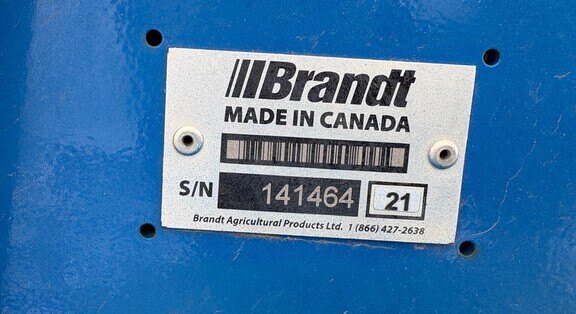 Brandt
MADE IN CANADA
S/N 141464 21
Brandt Agricultural Products Ltd. 1 (866) 427-2638